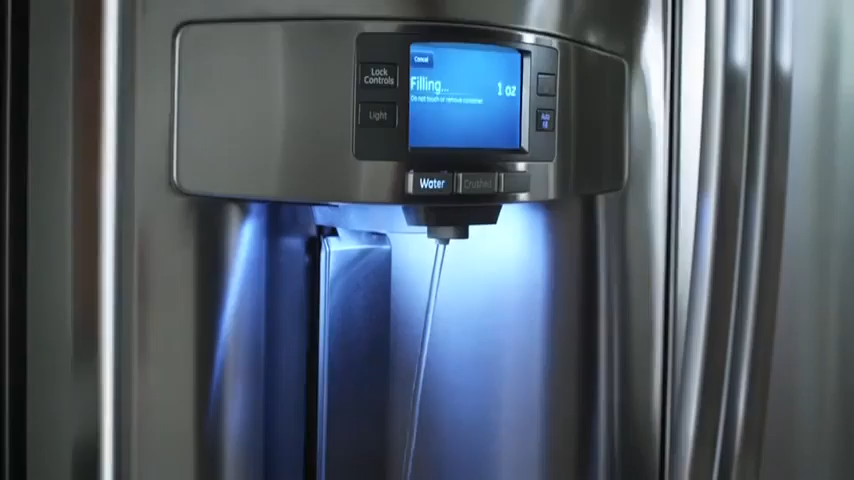 Cancel
Lock
Controls
Filling...
1 oz
Do not touch or remove container
Light
Auto
Fill
Water
Crushed